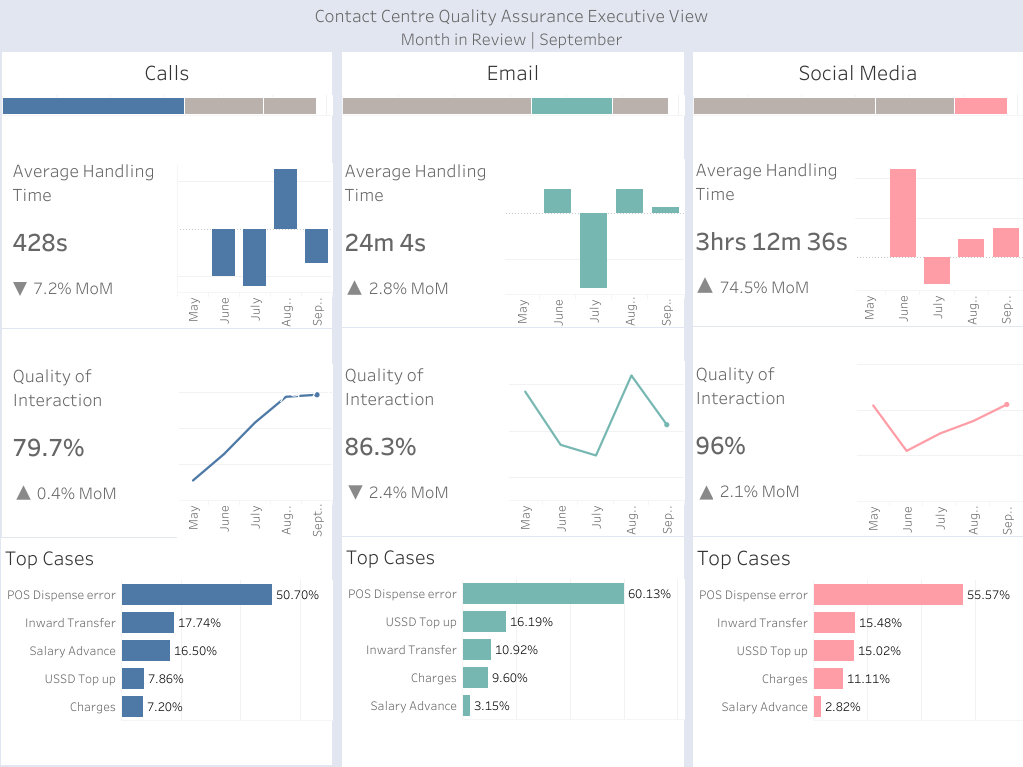 Contact Centre Quality Assurance Executive View
Month in Review | September
Calls
Average Handling
Time
428s
▼ 7.2% MoM
May
June
July
Aug..
Sep..
Quality of
Interaction
79.7%
▲ 0.4% MoM
May
June
July
Aug..
Sept..
Top Cases
POS Dispense error 50.70%
Inward Transfer 17.74%
Salary Advance 16.50%
USSD Top up 7.86%
Charges 7.20%
Email
Average Handling
Time
24m 4s
▲ 2.8% MoM
May
June
July
Aug..
Sep..
Quality of
Interaction
86.3%
▼ 2.4% MoM
May
June
July
Aug..
Sep..
Top Cases
POS Dispense error 60.13%
USSD Top up 16.19%
Inward Transfer 10.92%
Charges 9.60%
Salary Advance 3.15%
Social Media
Average Handling
Time
3hrs 12m 36s
▲ 74.5% MoM
May
June
July
Aug..
Sep..
Quality of
Interaction
96%
▲ 2.1% MoM
May
June
July
Aug..
Sep..
Top Cases
POS Dispense error 55.57%
Inward Transfer 15.48%
USSD Top up 15.02%
Charges 11.11%
Salary Advance 2.82%